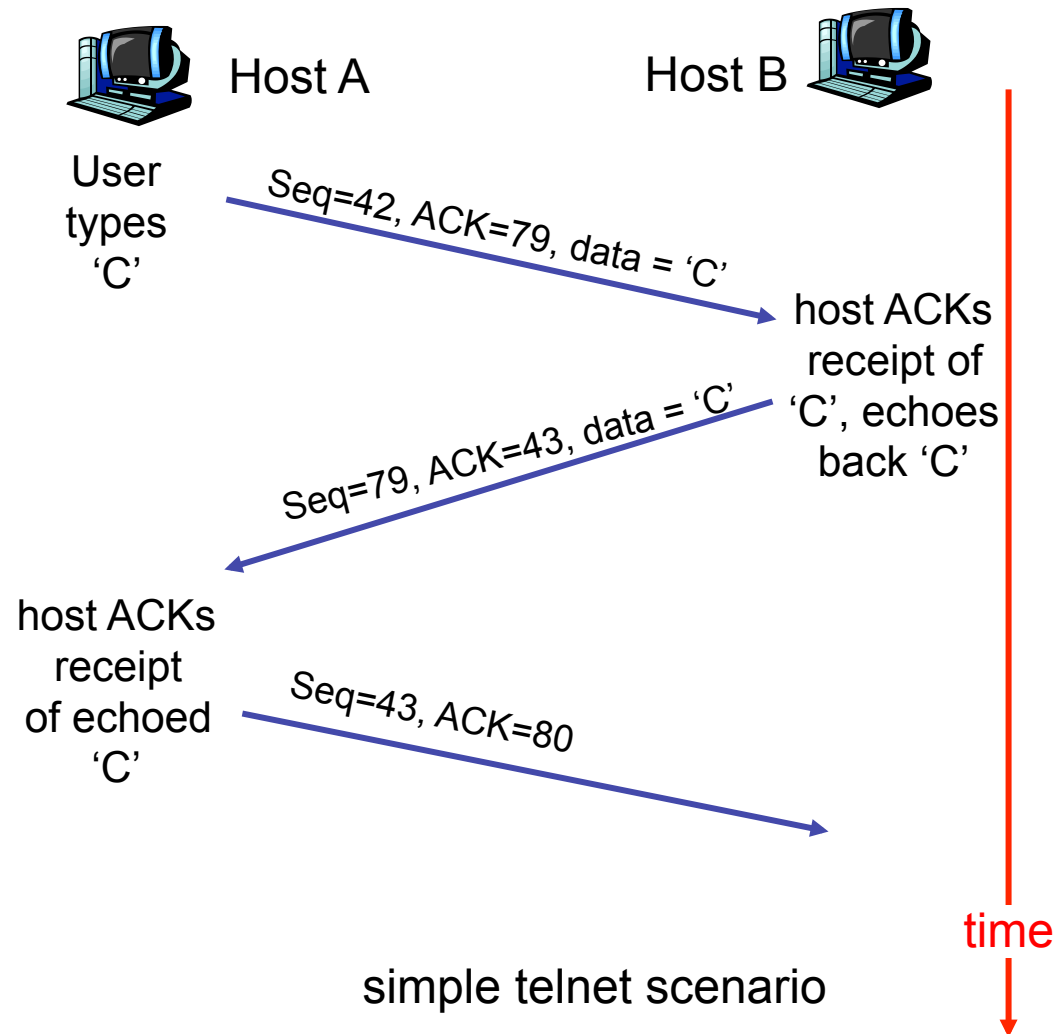 Host A
Host B
User
types
‘C’
Seq=42, ACK=79, data = ‘C’
host ACKs
receipt of
‘C’, echoes
back ‘C’
Seq=79, ACK=43, data = ‘C’
host ACKs
receipt
of echoed
‘C’
Seq=43, ACK=80
time
simple telnet scenario